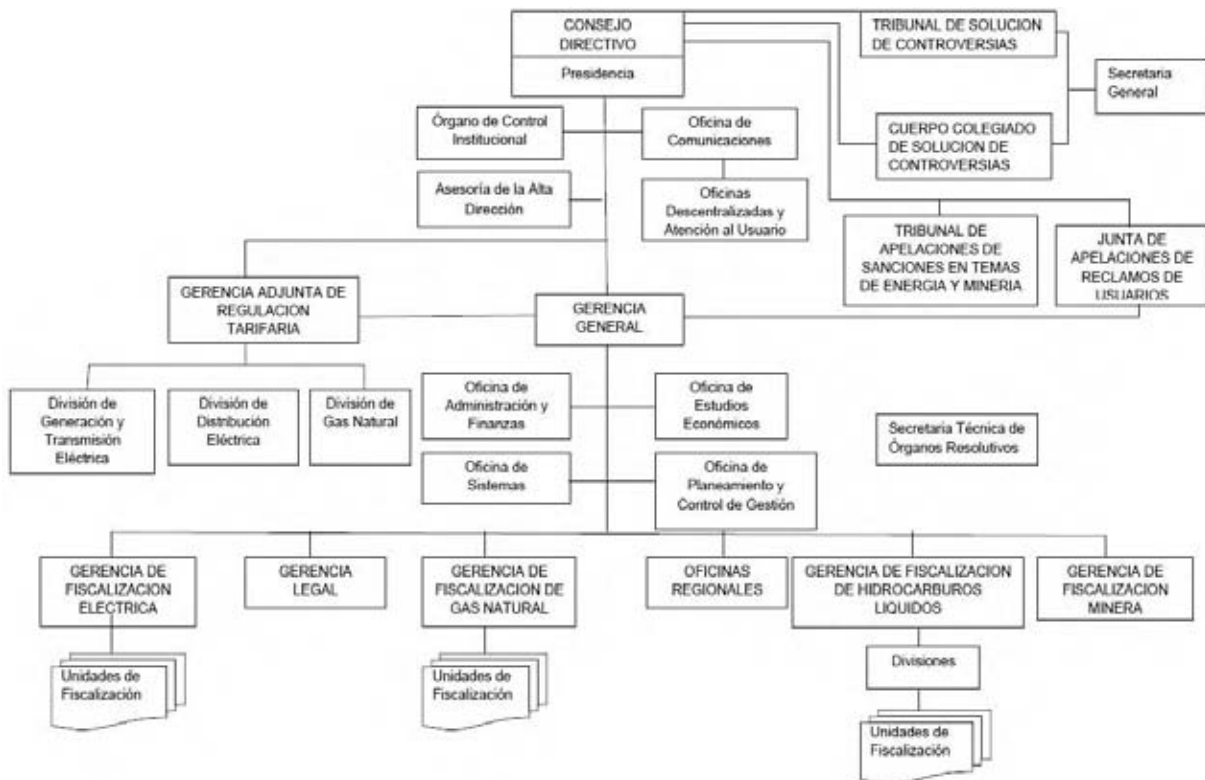 CONSEJO
DIRECTIVO
Presidencia
TRIBUNAL DE SOLUCION
DE CONTROVERSIAS
Secretaria
General
Órgano de Control
Institucional
Oficina de
Comunicaciones
CUERPO COLEGIADO
DE SOLUCION DE
CONTROVERSIAS
Asesoría de la Alta
Dirección
Oficinas
Descentralizadas y
Atención al Usuario
TRIBUNAL DE
APELACIONES DE
SANCIONES EN TEMAS
DE ENERGIA Y MINERIA
JUNTA DE
APELACIONES DE
RECLAMOS DE
USUARIOS
GERENCIA ADJUNTA DE
REGULACION
TARIFARIA
GERENCIA
GENERAL
División de
Generación y
Transmisión
Eléctrica
División de
Distribución
Eléctrica
División de
Gas Natural
Oficina de
Administración y
Finanzas
Oficina de
Estudios
Económicos
Secretaria Técnica de
Órganos Resolutivos
Oficina de
Sistemas
Oficina de
Planeamiento y
Control de Gestión
GERENCIA DE
FISCALIZACION
ELECTRICA
GERENCIA
LEGAL
GERENCIA DE
FISCALIZACION DE
GAS NATURAL
OFICINAS
REGIONALES
GERENCIA DE FISCALIZACION
DE HIDROCARBUROS
LIQUIDOS
GERENCIA DE
FISCALIZACION
MINERA
Unidades de
Fiscalización
Unidades de
Fiscalización
Divisiones
Unidades de
Fiscalización